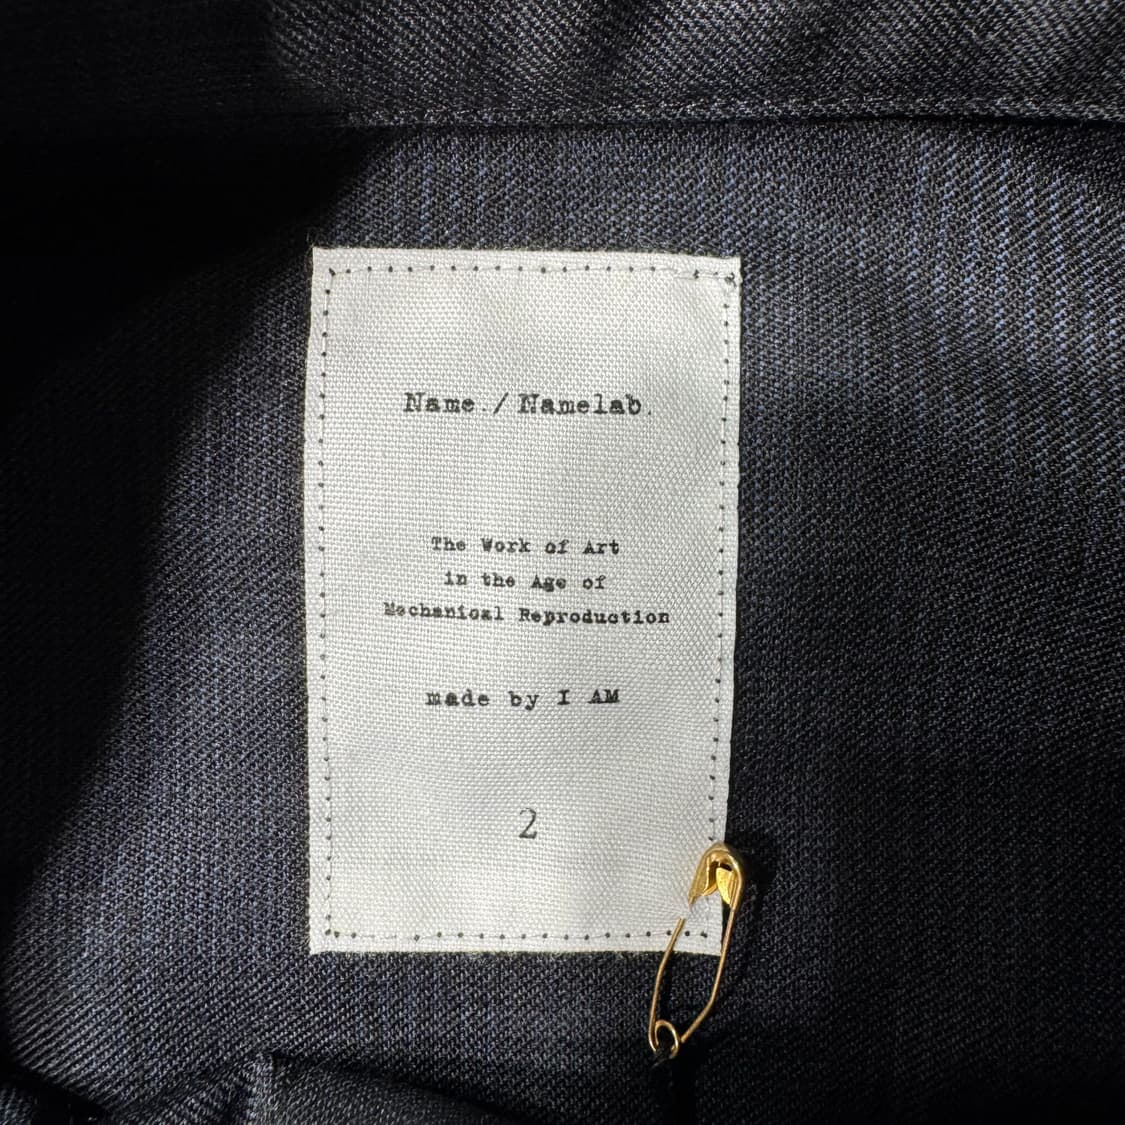 Name./Namelab.
The Work of Art
in the Age of
Mechanical Reproduction
made by I AM
2